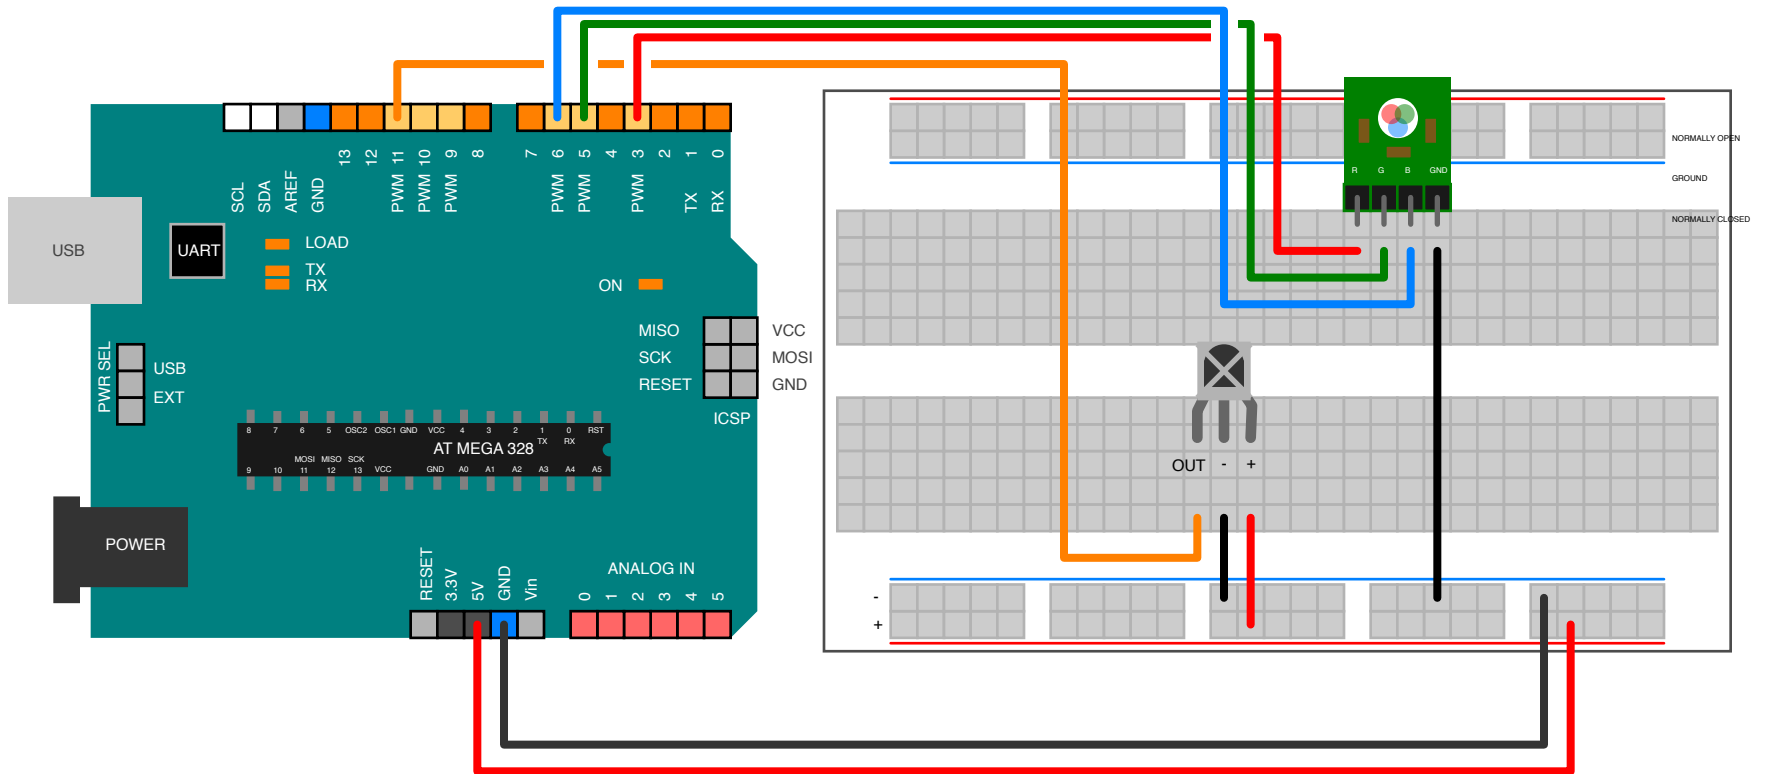 13
12
PWM 11
PWM 10
PWM 9
8
7
PWM 6
PWM 5
4
PWM 3
2
TX 1
RX 0
SCL
SDA
AREF
GND
USB
UART
LOAD
TX
RX
ON
MISO
VCC
SCK
MOSI
RESET
GND
ICSP
PWR SEL
USB
EXT
8
7
6
5
OSC2
OSC1
GND
VCC
4
3
2
1
0
RST
TX
RX
AT MEGA 328
MOSI
MISO
SCK
9
10
11
12
13
VCC
GND
A0
A1
A2
A3
A4
A5
POWER
RESET
3.3V
5V
GND
Vin
ANALOG IN
0
1
2
3
4
5
R
G
B
GND
NORMALLY OPEN
GROUND
NORMALLY CLOSED
OUT - +
-
+